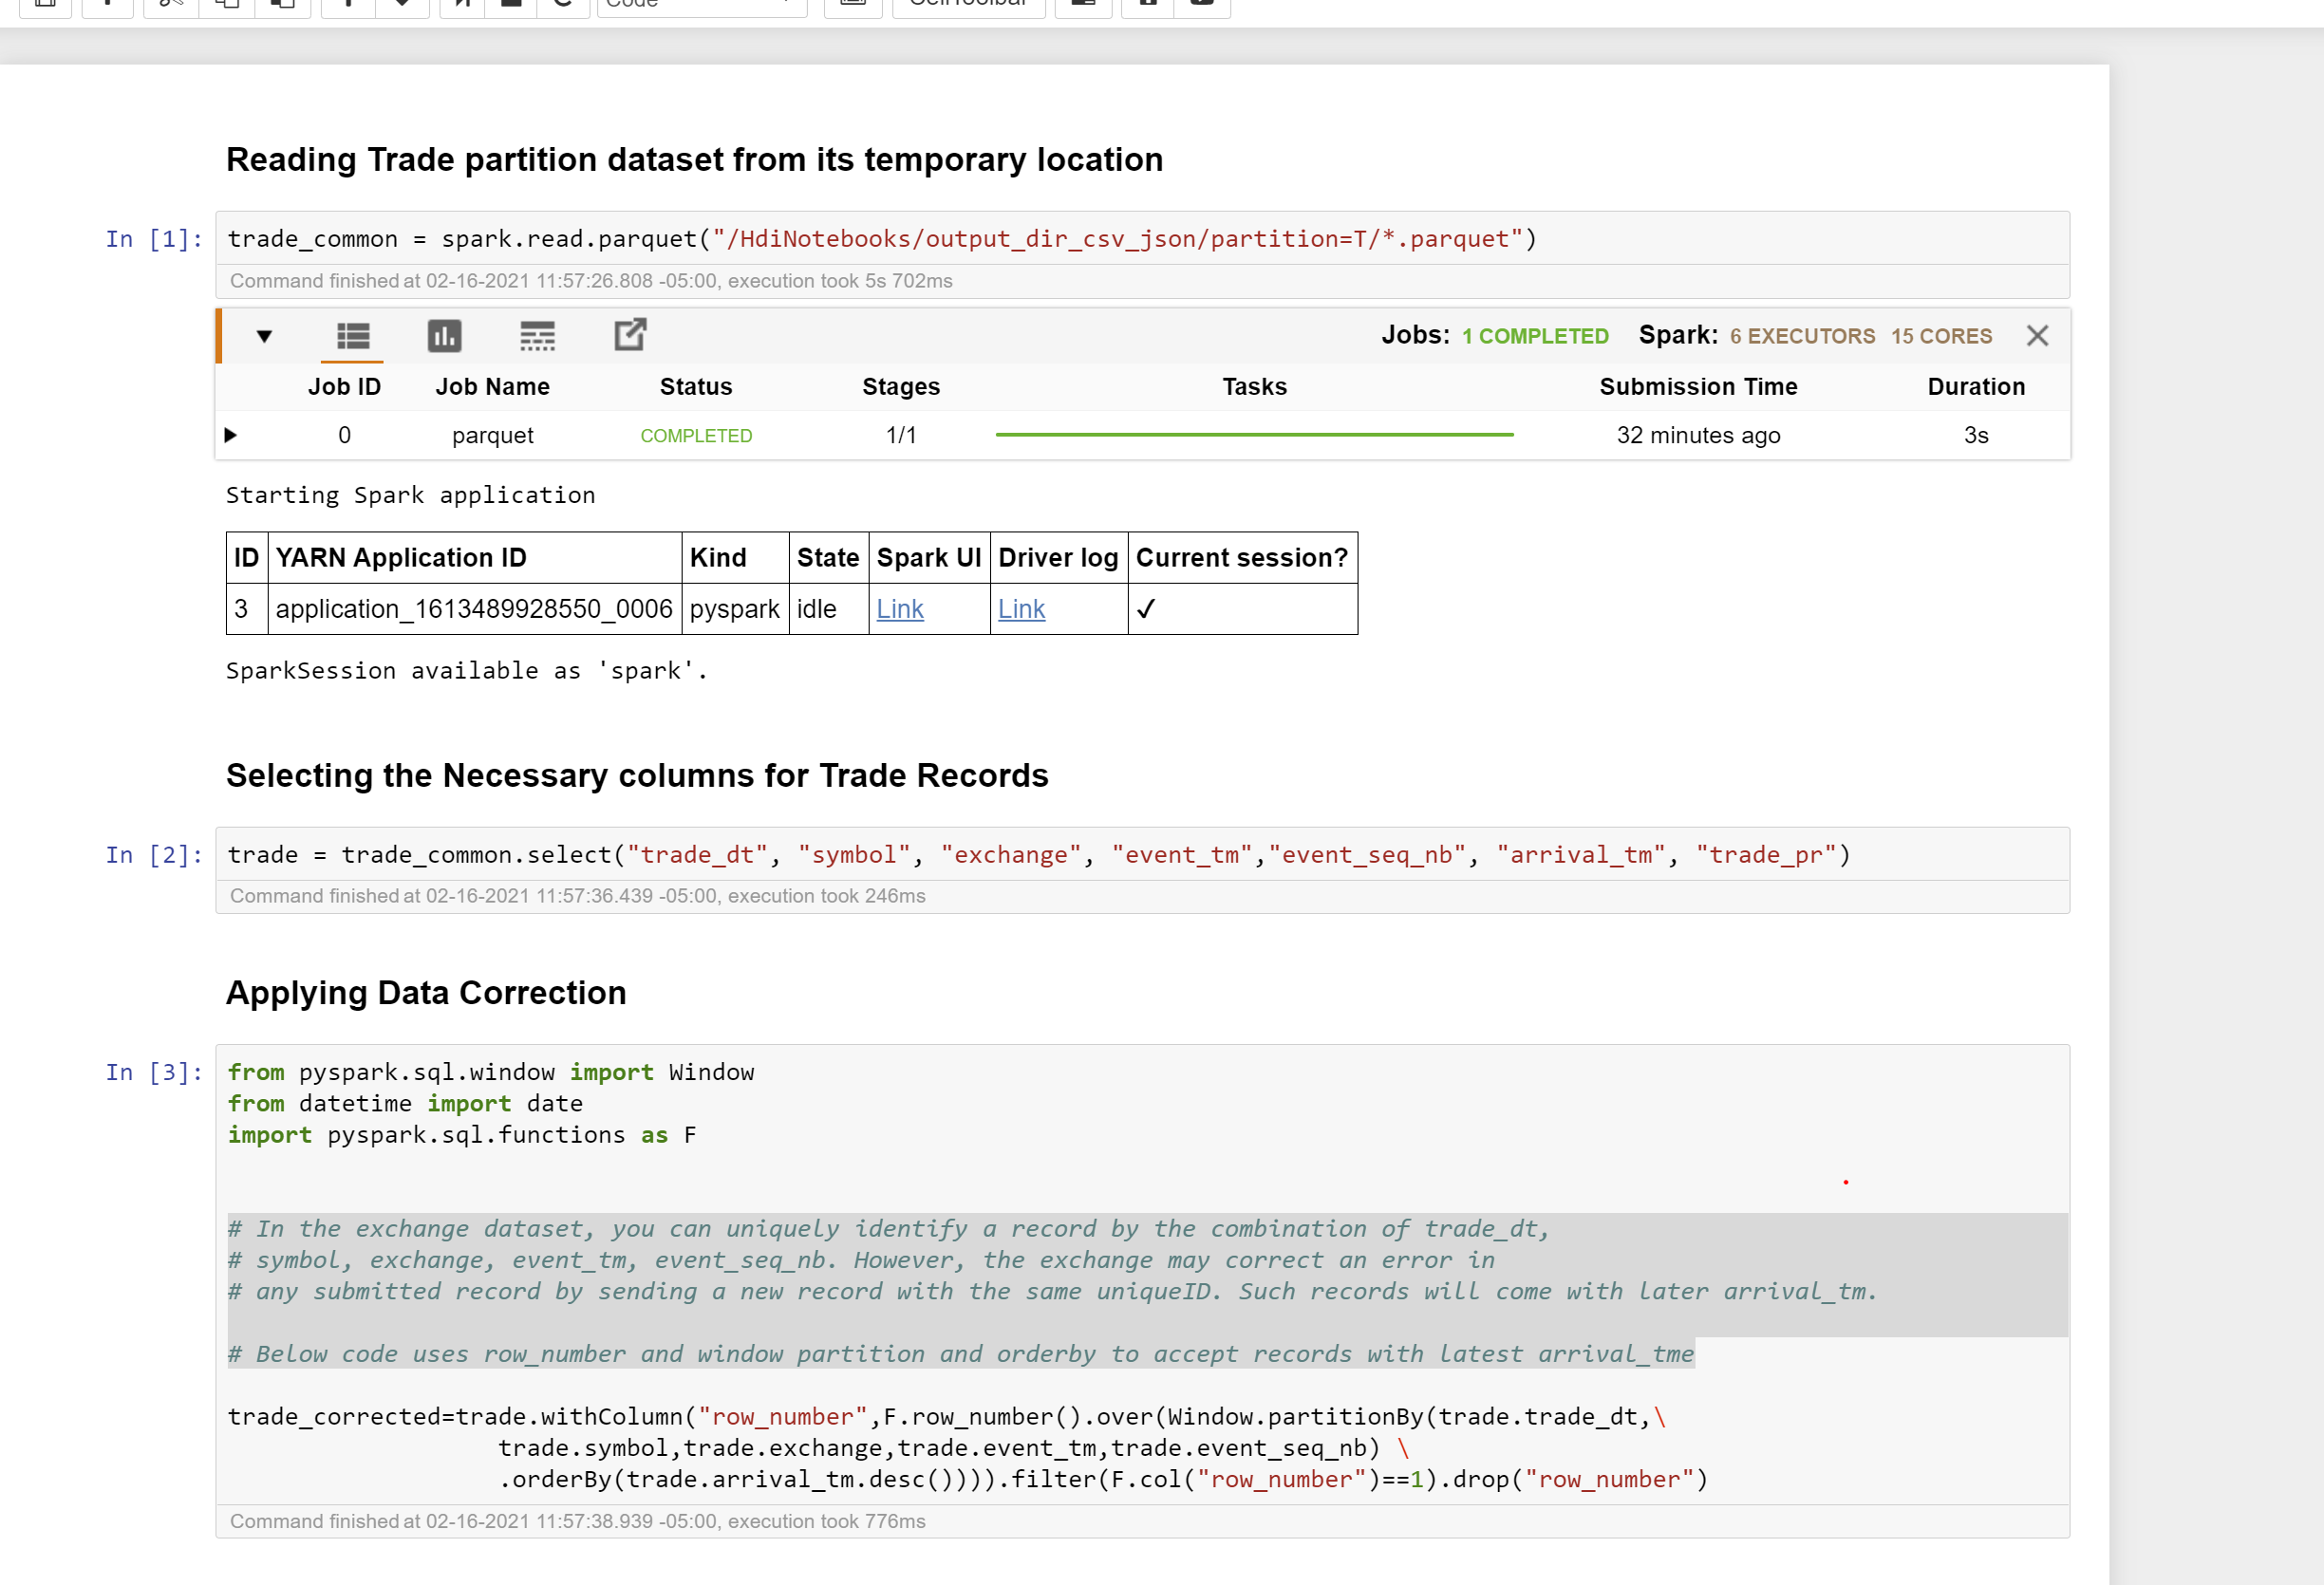 Code
CellToolbar
Reading Trade partition dataset from its temporary location
In [1]: trade_common = spark.read.parquet("/HdiNotebooks/output_dir_csv_json/partition=T/*.parquet")
Command finished at 02-16-2021 11:57:26.808 -05:00, execution took 5s 702ms
Jobs: 1 COMPLETED Spark: 6 EXECUTORS 15 CORES
Job ID Job Name Status Stages Tasks Submission Time Duration
0 parquet COMPLETED 1/1 32 minutes ago 3s
Starting Spark application
ID YARN Application ID Kind State Spark UI Driver log Current session?
3 application_1613489928550_0006 pyspark idle Link Link ✓
SparkSession available as 'spark'.
Selecting the Necessary columns for Trade Records
In [2]: trade = trade_common.select("trade_dt", "symbol", "exchange", "event_tm","event_seq_nb", "arrival_tm", "trade_pr")
Command finished at 02-16-2021 11:57:36.439 -05:00, execution took 246ms
Applying Data Correction
In [3]: from pyspark.sql.window import Window
from datetime import date
import pyspark.sql.functions as F
# In the exchange dataset, you can uniquely identify a record by the combination of trade_dt,
# symbol, exchange, event_tm, event_seq_nb. However, the exchange may correct an error in
# any submitted record by sending a new record with the same uniqueID. Such records will come with later arrival_tm.
# Below code uses row_number and window partition and orderby to accept records with latest arrival_tme
trade_corrected=trade.withColumn("row_number",F.row_number().over(Window.partitionBy(trade.trade_dt,\
trade.symbol,trade.exchange,trade.event_tm,trade.event_seq_nb) \
.orderBy(trade.arrival_tm.desc()))).filter(F.col("row_number")==1).drop("row_number")
Command finished at 02-16-2021 11:57:38.939 -05:00, execution took 776ms